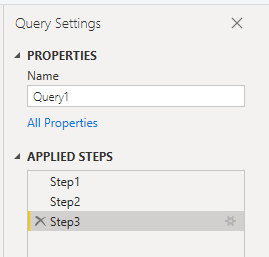 Query Settings
PROPERTIES
Name
Query1
All Properties
APPLIED STEPS
Step1
Step2
Step3